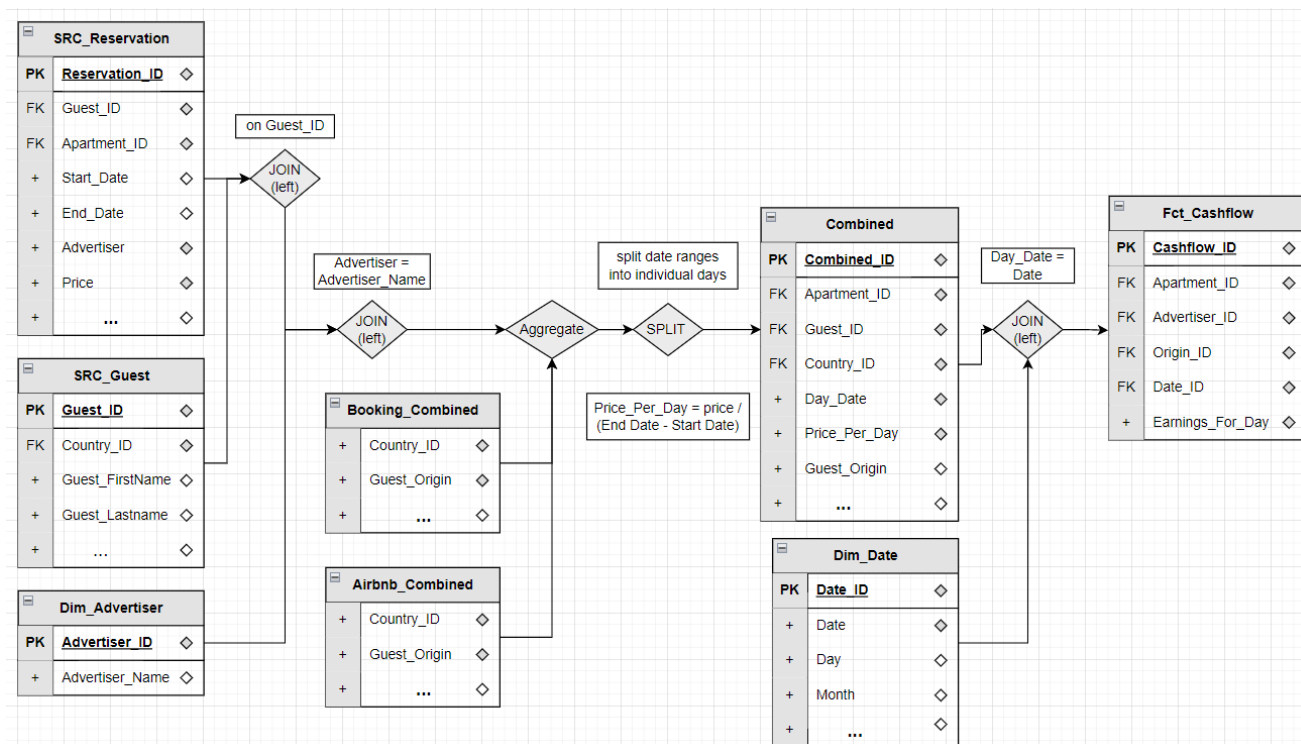 SRC_Reservation
PK Reservation_ID
FK Guest_ID
FK Apartment_ID
+ Start_Date
+ End_Date
+ Advertiser
+ Price
+ ...
SRC_Guest
PK Guest_ID
FK Country_ID
+ Guest_FirstName
+ Guest_Lastname
+ ...
Dim_Advertiser
PK Advertiser_ID
+ Advertiser_Name
on Guest_ID
JOIN
(left)
Advertiser =
Advertiser_Name
JOIN
(left)
Booking_Combined
+ Country_ID
+ Guest_Origin
+ ...
Airbnb_Combined
+ Country_ID
+ Guest_Origin
+ ...
Aggregate
split date ranges
into individual days
SPLIT
Price_Per_Day = price /
(End Date - Start Date)
Combined
PK Combined_ID
FK Apartment_ID
FK Guest_ID
FK Country_ID
+ Day_Date
+ Price_Per_Day
+ Guest_Origin
+ ...
Dim_Date
PK Date_ID
+ Date
+ Day
+ Month
+ ...
Day_Date =
Date
JOIN
(left)
Fct_Cashflow
PK Cashflow_ID
FK Apartment_ID
FK Advertiser_ID
FK Origin_ID
FK Date_ID
+ Earnings_For_Day